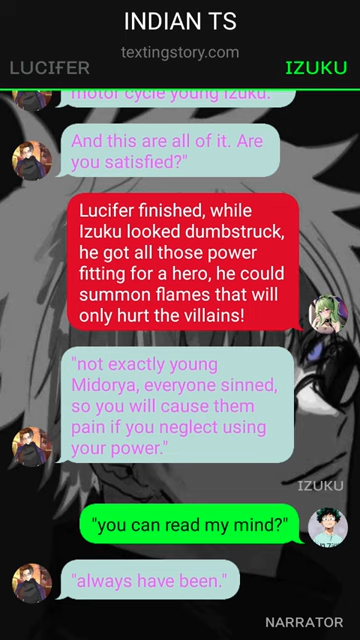 INDIAN TS
textingstory.com
LUCIFER
IZUKU
motor cycle young Izuku."
And this are all of it. Are
you satisfied?"
Lucifer finished, while
Izuku looked dumbstruck,
he got all those power
fitting for a hero, he could
summon flames that will
only hurt the villains!
"not exactly young
Midorya, everyone sinned,
so you will cause them
pain if you neglect using
your power."
IZUKU
"you can read my mind?"
"always have been."
NARRATOR